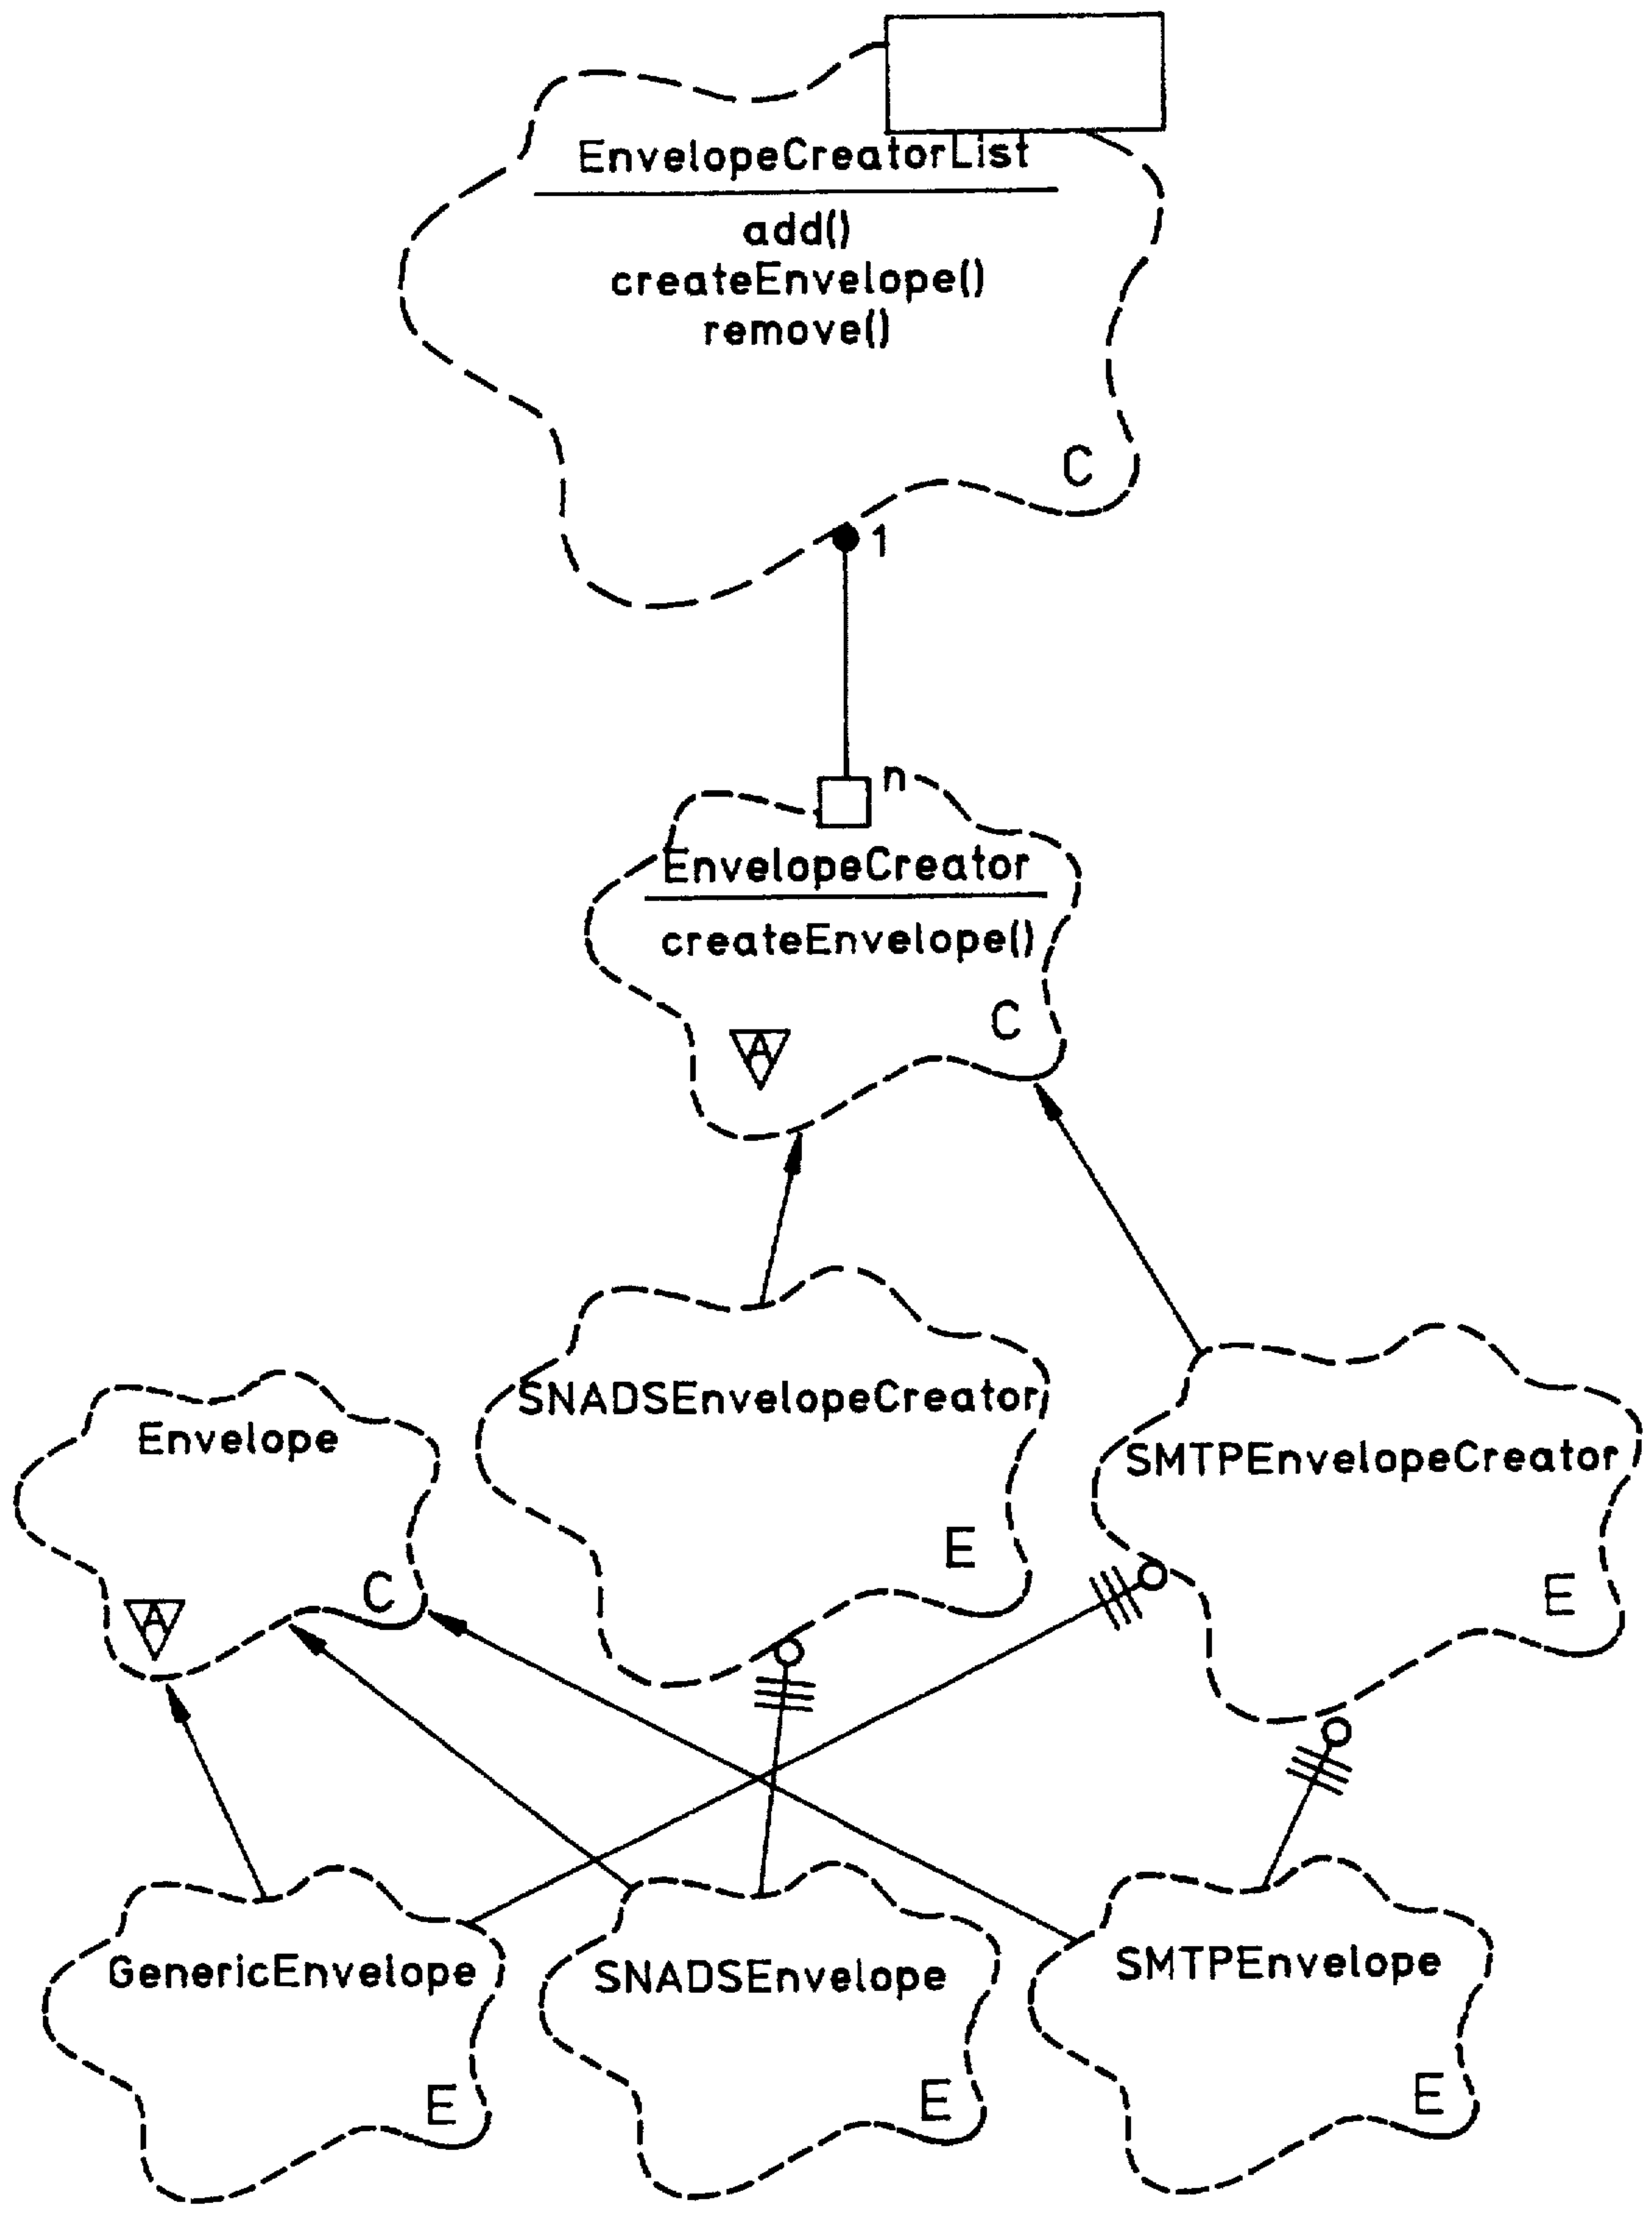 EnvelopeCreatorList
add()
createEnvelope()
remove()
C
1
n
EnvelopeCreator
createEnvelope()
C
A
SNADSEnvelopeCreator
E
SMTPEnvelopeCreator
E
Envelope
C
A
GenericEnvelope
E
SNADSEnvelope
E
SMTPEnvelope
E